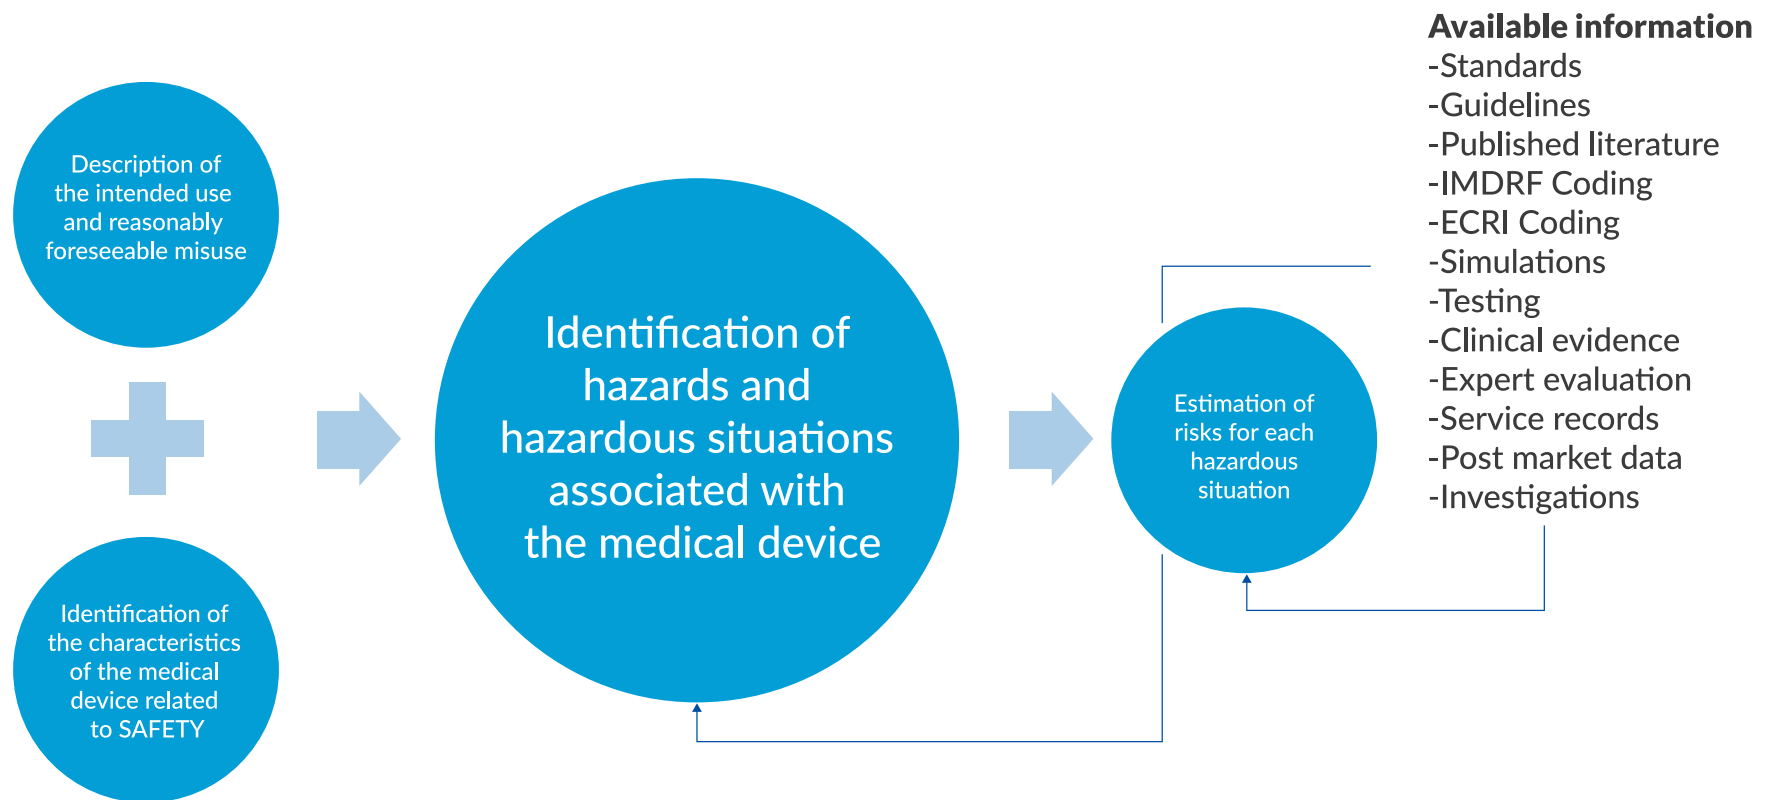 Description of
the intended use
and reasonably
foreseeable misuse
Identification of
the characteristics
of the medical
device related
to SAFETY
Identification of
hazards and
hazardous situations
associated with
the medical device
Estimation of
risks for each
hazardous
situation
Available information
-Standards
-Guidelines
-Published literature
-IMDRF Coding
-ECRI Coding
-Simulations
-Testing
-Clinical evidence
-Expert evaluation
-Service records
-Post market data
-Investigations